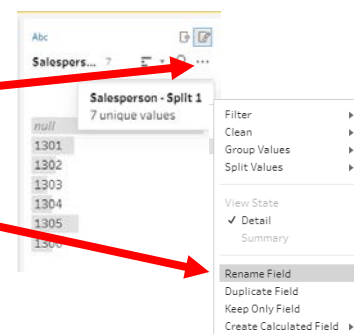 Abc
Salespers... 7
Salesperson - Split 1
7 unique values
null
1301
1302
1303
1304
1305
1306
Filter
Clean
Group Values
Split Values
View State
✓ Detail
Summary
Rename Field
Duplicate Field
Keep Only Field
Create Calculated Field